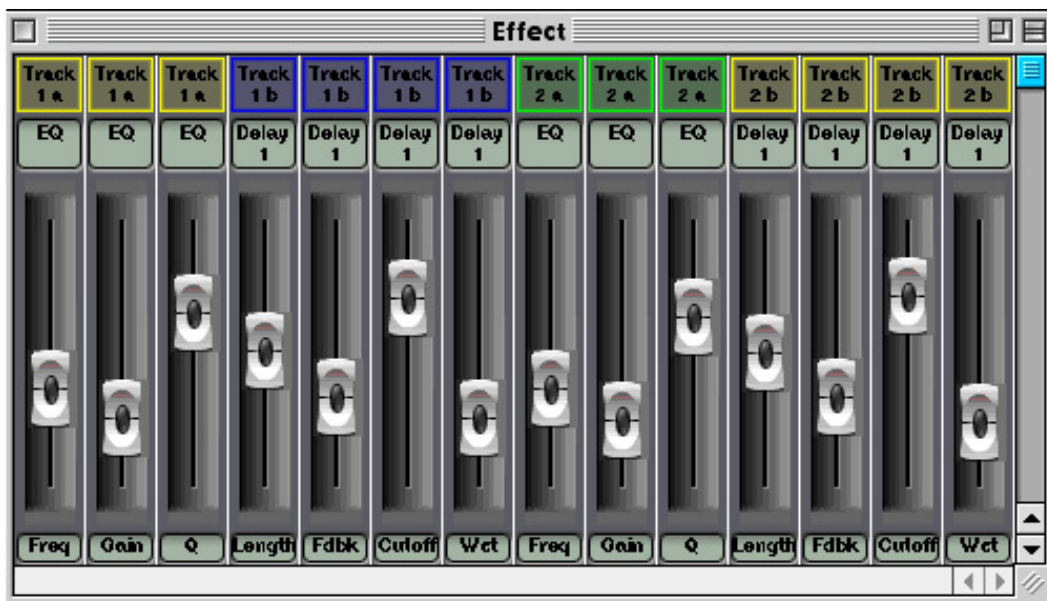 Effect
Track Track Track Track Track Track Track Track Track Track Track Track Track Track
1 a 1 a 1 a 1 b 1 b 1 b 1 b 2 a 2 a 2 a 2 b 2 b 2 b 2 b
EQ EQ EQ Delay Delay Delay Delay EQ EQ EQ Delay Delay Delay Delay
1 1 1 1 1 1 1 1
Freq Gain Q Length Fdbk Cutoff Wet Freq Gain Q Length Fdbk Cutoff Wet